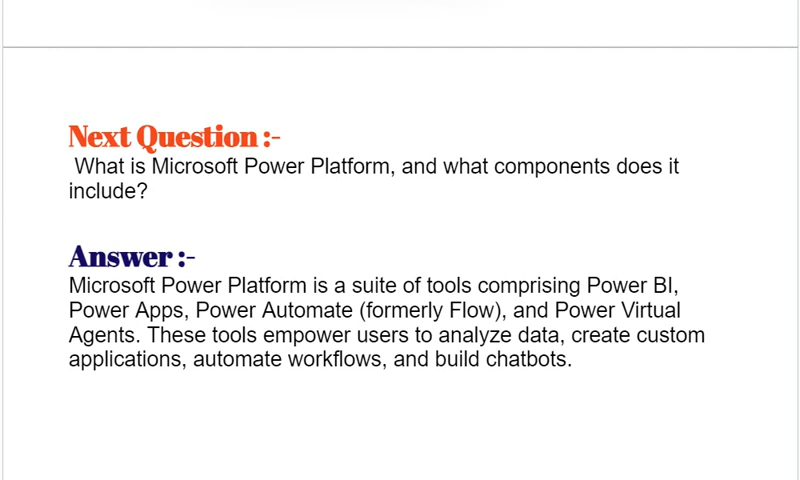 Next Question :-
What is Microsoft Power Platform, and what components does it
include?
Answer :-
Microsoft Power Platform is a suite of tools comprising Power BI,
Power Apps, Power Automate (formerly Flow), and Power Virtual
Agents. These tools empower users to analyze data, create custom
applications, automate workflows, and build chatbots.